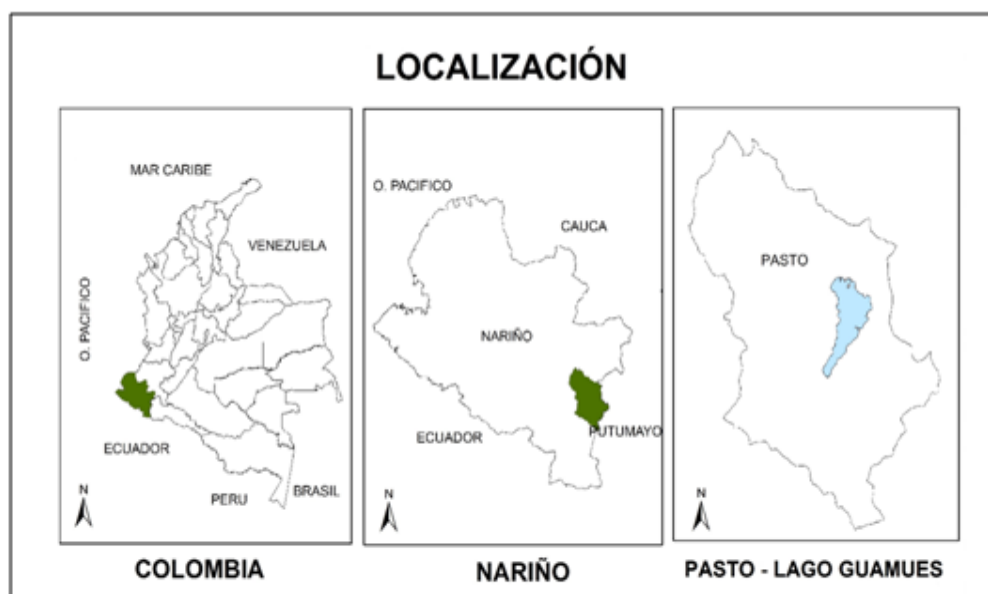 LOCALIZACIÓN
MAR CARIBE
VENEZUELA
O. PACIFICO
ECUADOR
PERU
BRASIL
N
COLOMBIA
O. PACIFICO
CAUCA
NARIÑO
ECUADOR
PUTUMAYO
N
NARIÑO
PASTO
N
PASTO - LAGO GUAMUES